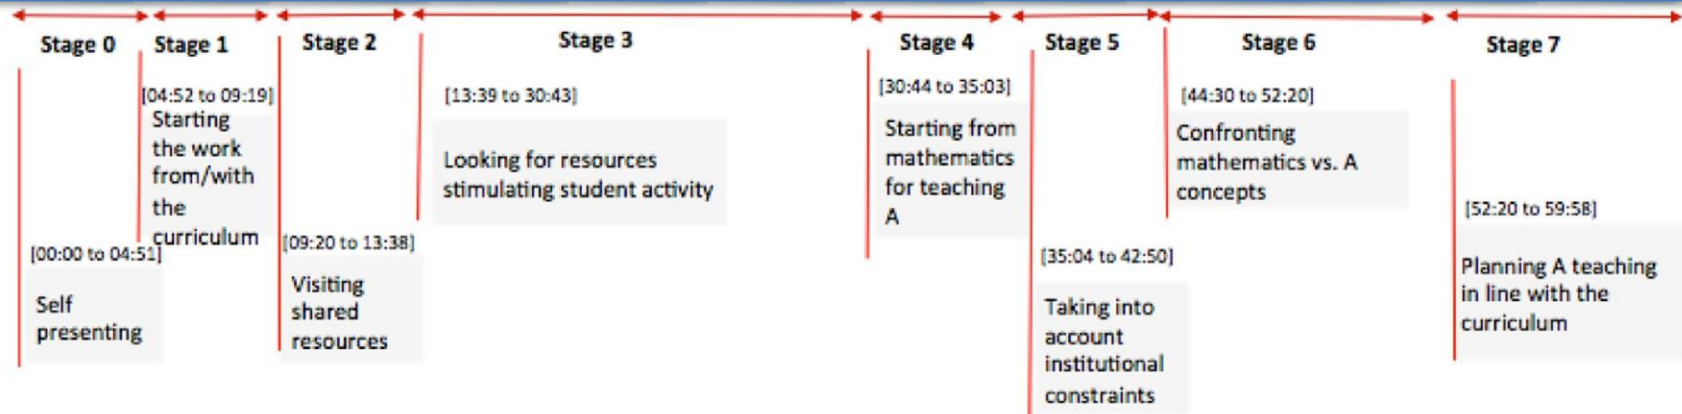 Stage 0
[00:00 to 04:51]
Self
presenting
Stage 1
[04:52 to 09:19]
Starting
the work
from/with
the
curriculum
Stage 2
[09:20 to 13:38]
Visiting
shared
resources
Stage 3
[13:39 to 30:43]
Looking for resources
stimulating student activity
Stage 4
[30:44 to 35:03]
Starting from
mathematics
for teaching
A
Stage 5
[35:04 to 42:50]
Taking into
account
institutional
constraints
Stage 6
[44:30 to 52:20]
Confronting
mathematics vs. A
concepts
Stage 7
[52:20 to 59:58]
Planning A teaching
in line with the
curriculum